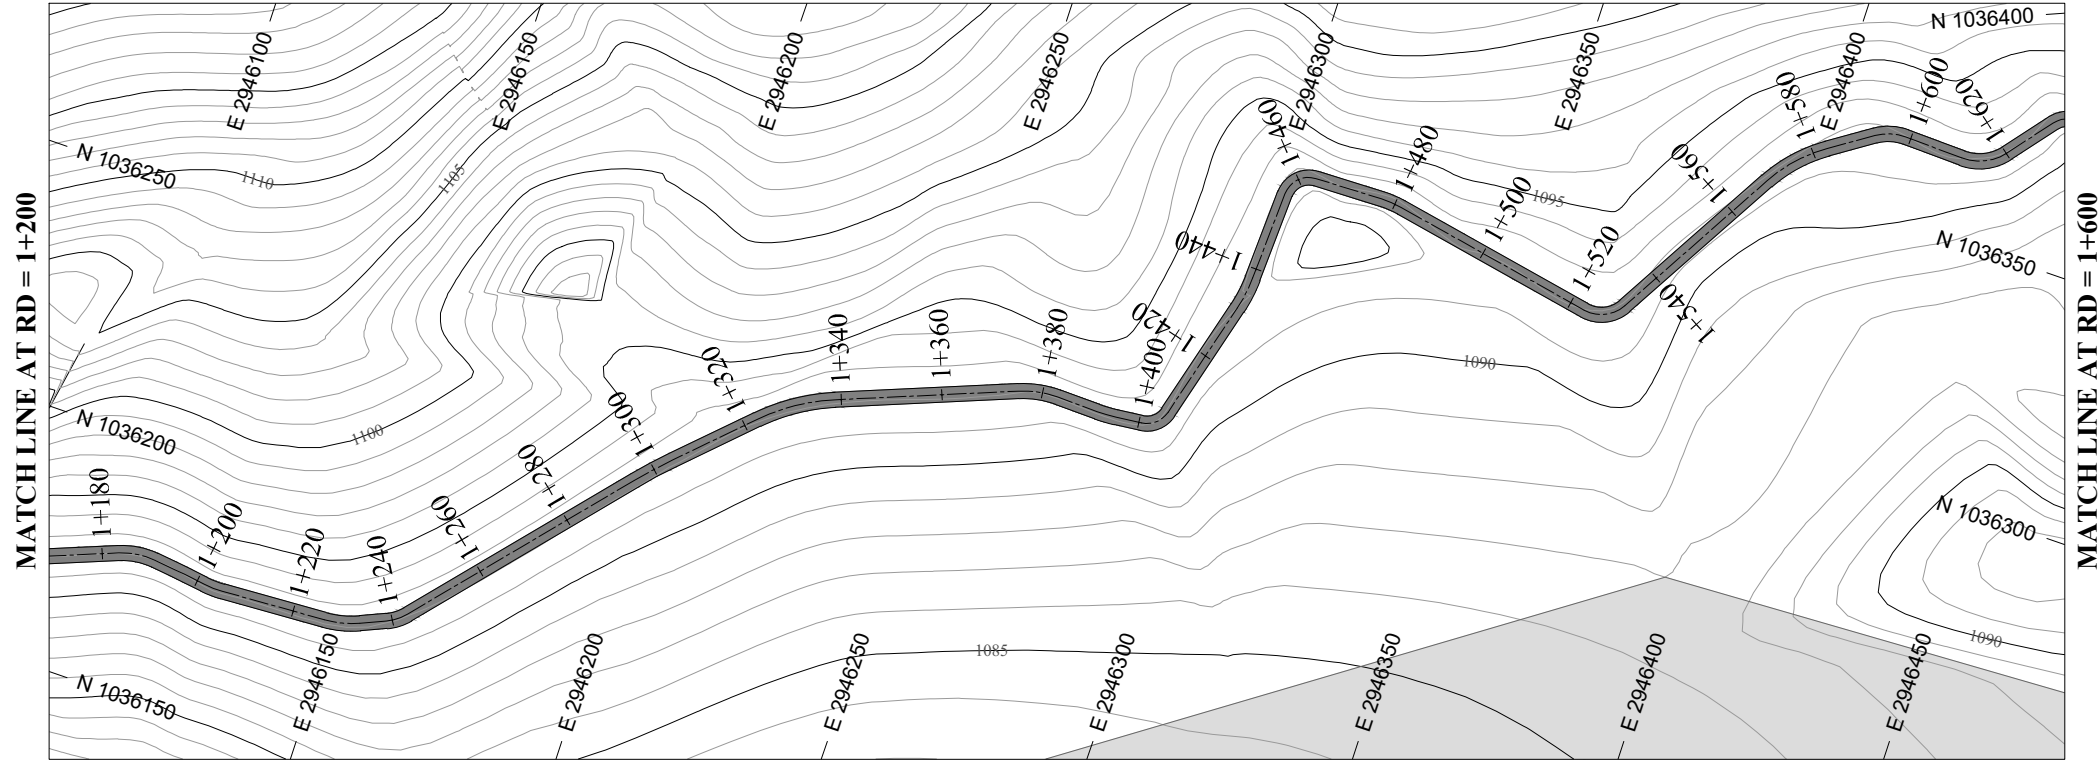 MATCH LINE AT RD = 1+200
E 2946100
E 2946150
E 2946200
E 2946250
E 2946300
E 2946350
E 2946400
N 1036400
N 1036250
1110
1105
1+460
1+480
1+580
1+600
1+620
1+560
1095
1+500
1+520
1+540
1+440
1+420
1+400
N 1036350
1+340
1+360
1+380
1+320
1+300
1090
N 1036200
1100
1+280
1+260
1+180
1+200
1+220
1+240
N 1036300
1090
1085
N 1036150
E 2946150
E 2946200
E 2946250
E 2946300
E 2946350
E 2946400
E 2946450
MATCH LINE AT RD = 1+600